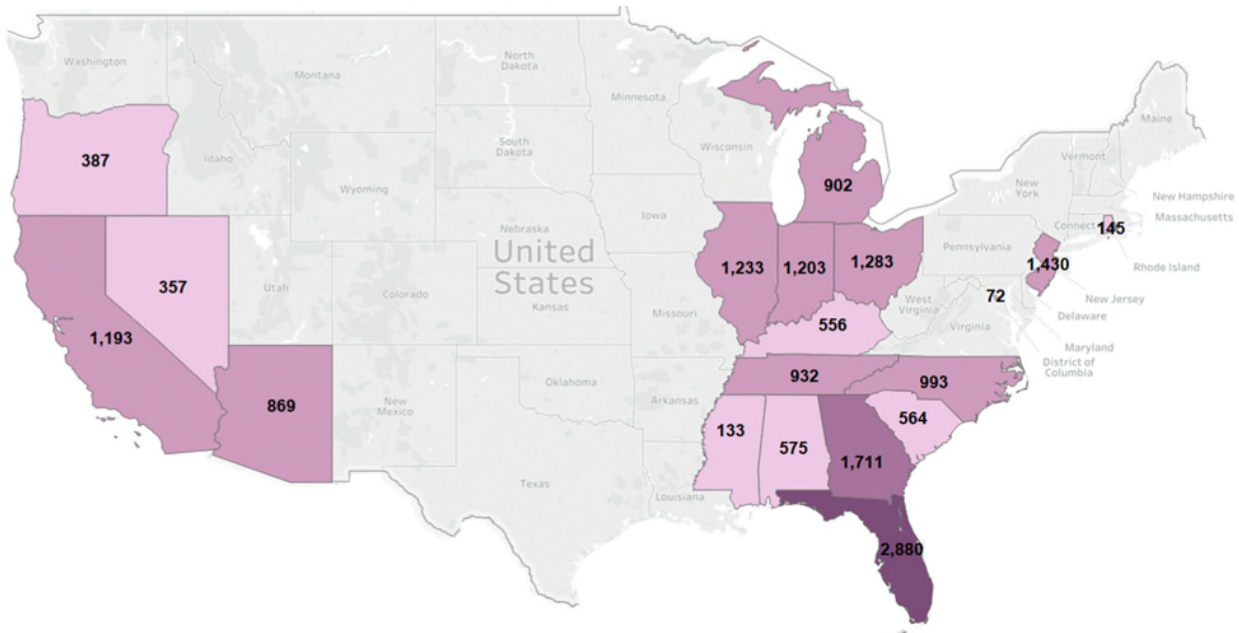 Washington
Montana
North
Dakota
Minnesota
Maine
387
Idaho
South
Dakota
Wisconsin
902
Vermont
New
York
New Hampshire
Massachusetts
Wyoming
Iowa
Connect
145
Rhode Island
Nebraska
United
States
1,233
1,203
1,283
Pennsylvania
1,430
New Jersey
357
Utah
Colorado
Kansas
Missouri
West
Virginia
72
Delaware
Virginia
Maryland
District of
Columbia
1,193
556
869
New
Mexico
Oklahoma
Arkansas
932
993
133
575
1,711
564
Texas
Louisiana
2,880